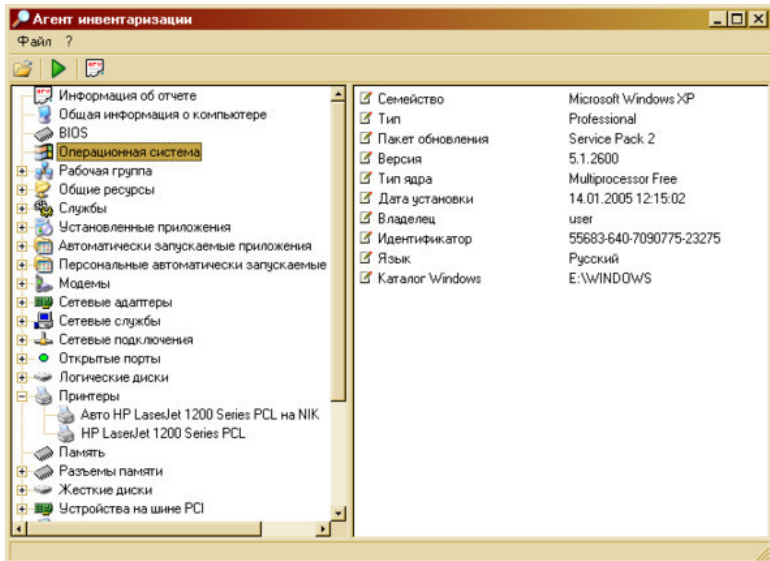 Агент инвентаризации
Файл ?
Информация об отчете
Общая информация о компьютере
BIOS
Операционная система
Рабочая группа
Общие ресурсы
Службы
Установленные приложения
Автоматически запускаемые приложения
Персональные автоматически запускаемые
Модемы
Сетевые адаптеры
Сетевые службы
Сетевые подключения
Открытые порты
Логические диски
Принтеры
Авто HP LaserJet 1200 Series PCL на NIK
HP LaserJet 1200 Series PCL
Память
Разъемы памяти
Жесткие диски
Устройства на шине PCI
Семейство Microsoft Windows XP
Тип Professional
Пакет обновления Service Pack 2
Версия 5.1.2600
Тип ядра Multiprocessor Free
Дата установки 14.01.2005 12:15:02
Владелец user
Идентификатор 55683-640-7090775-23275
Язык Русский
Каталог Windows E:\WINDOWS